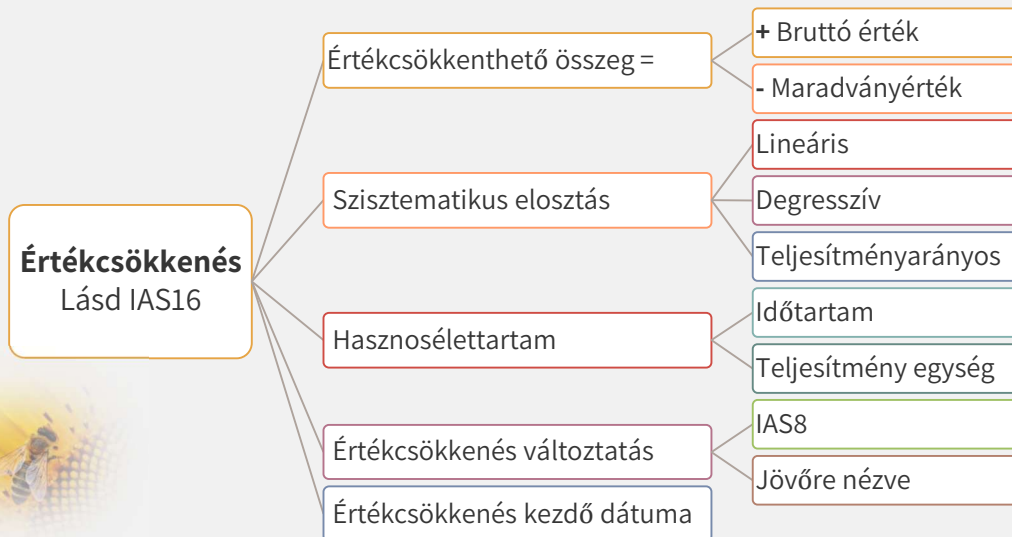 Értékcsökkenés
Lásd IAS16
Értékcsökkenthető összeg =
+ Bruttó érték
- Maradványérték
Szisztematikus elosztás
Lineáris
Degresszív
Teljesítményarányos
Hasznosélettartam
Időtartam
Teljesítmény egység
Értékcsökkenés változtatás
IAS8
Jövőre nézve
Értékcsökkenés kezdő dátuma